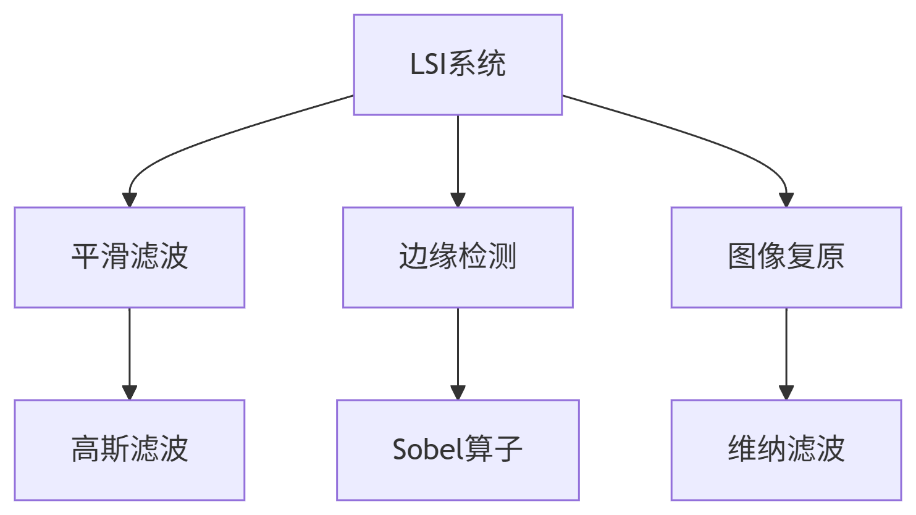 LSI系统
平滑滤波
边缘检测
图像复原
高斯滤波
Sobel算子
维纳滤波